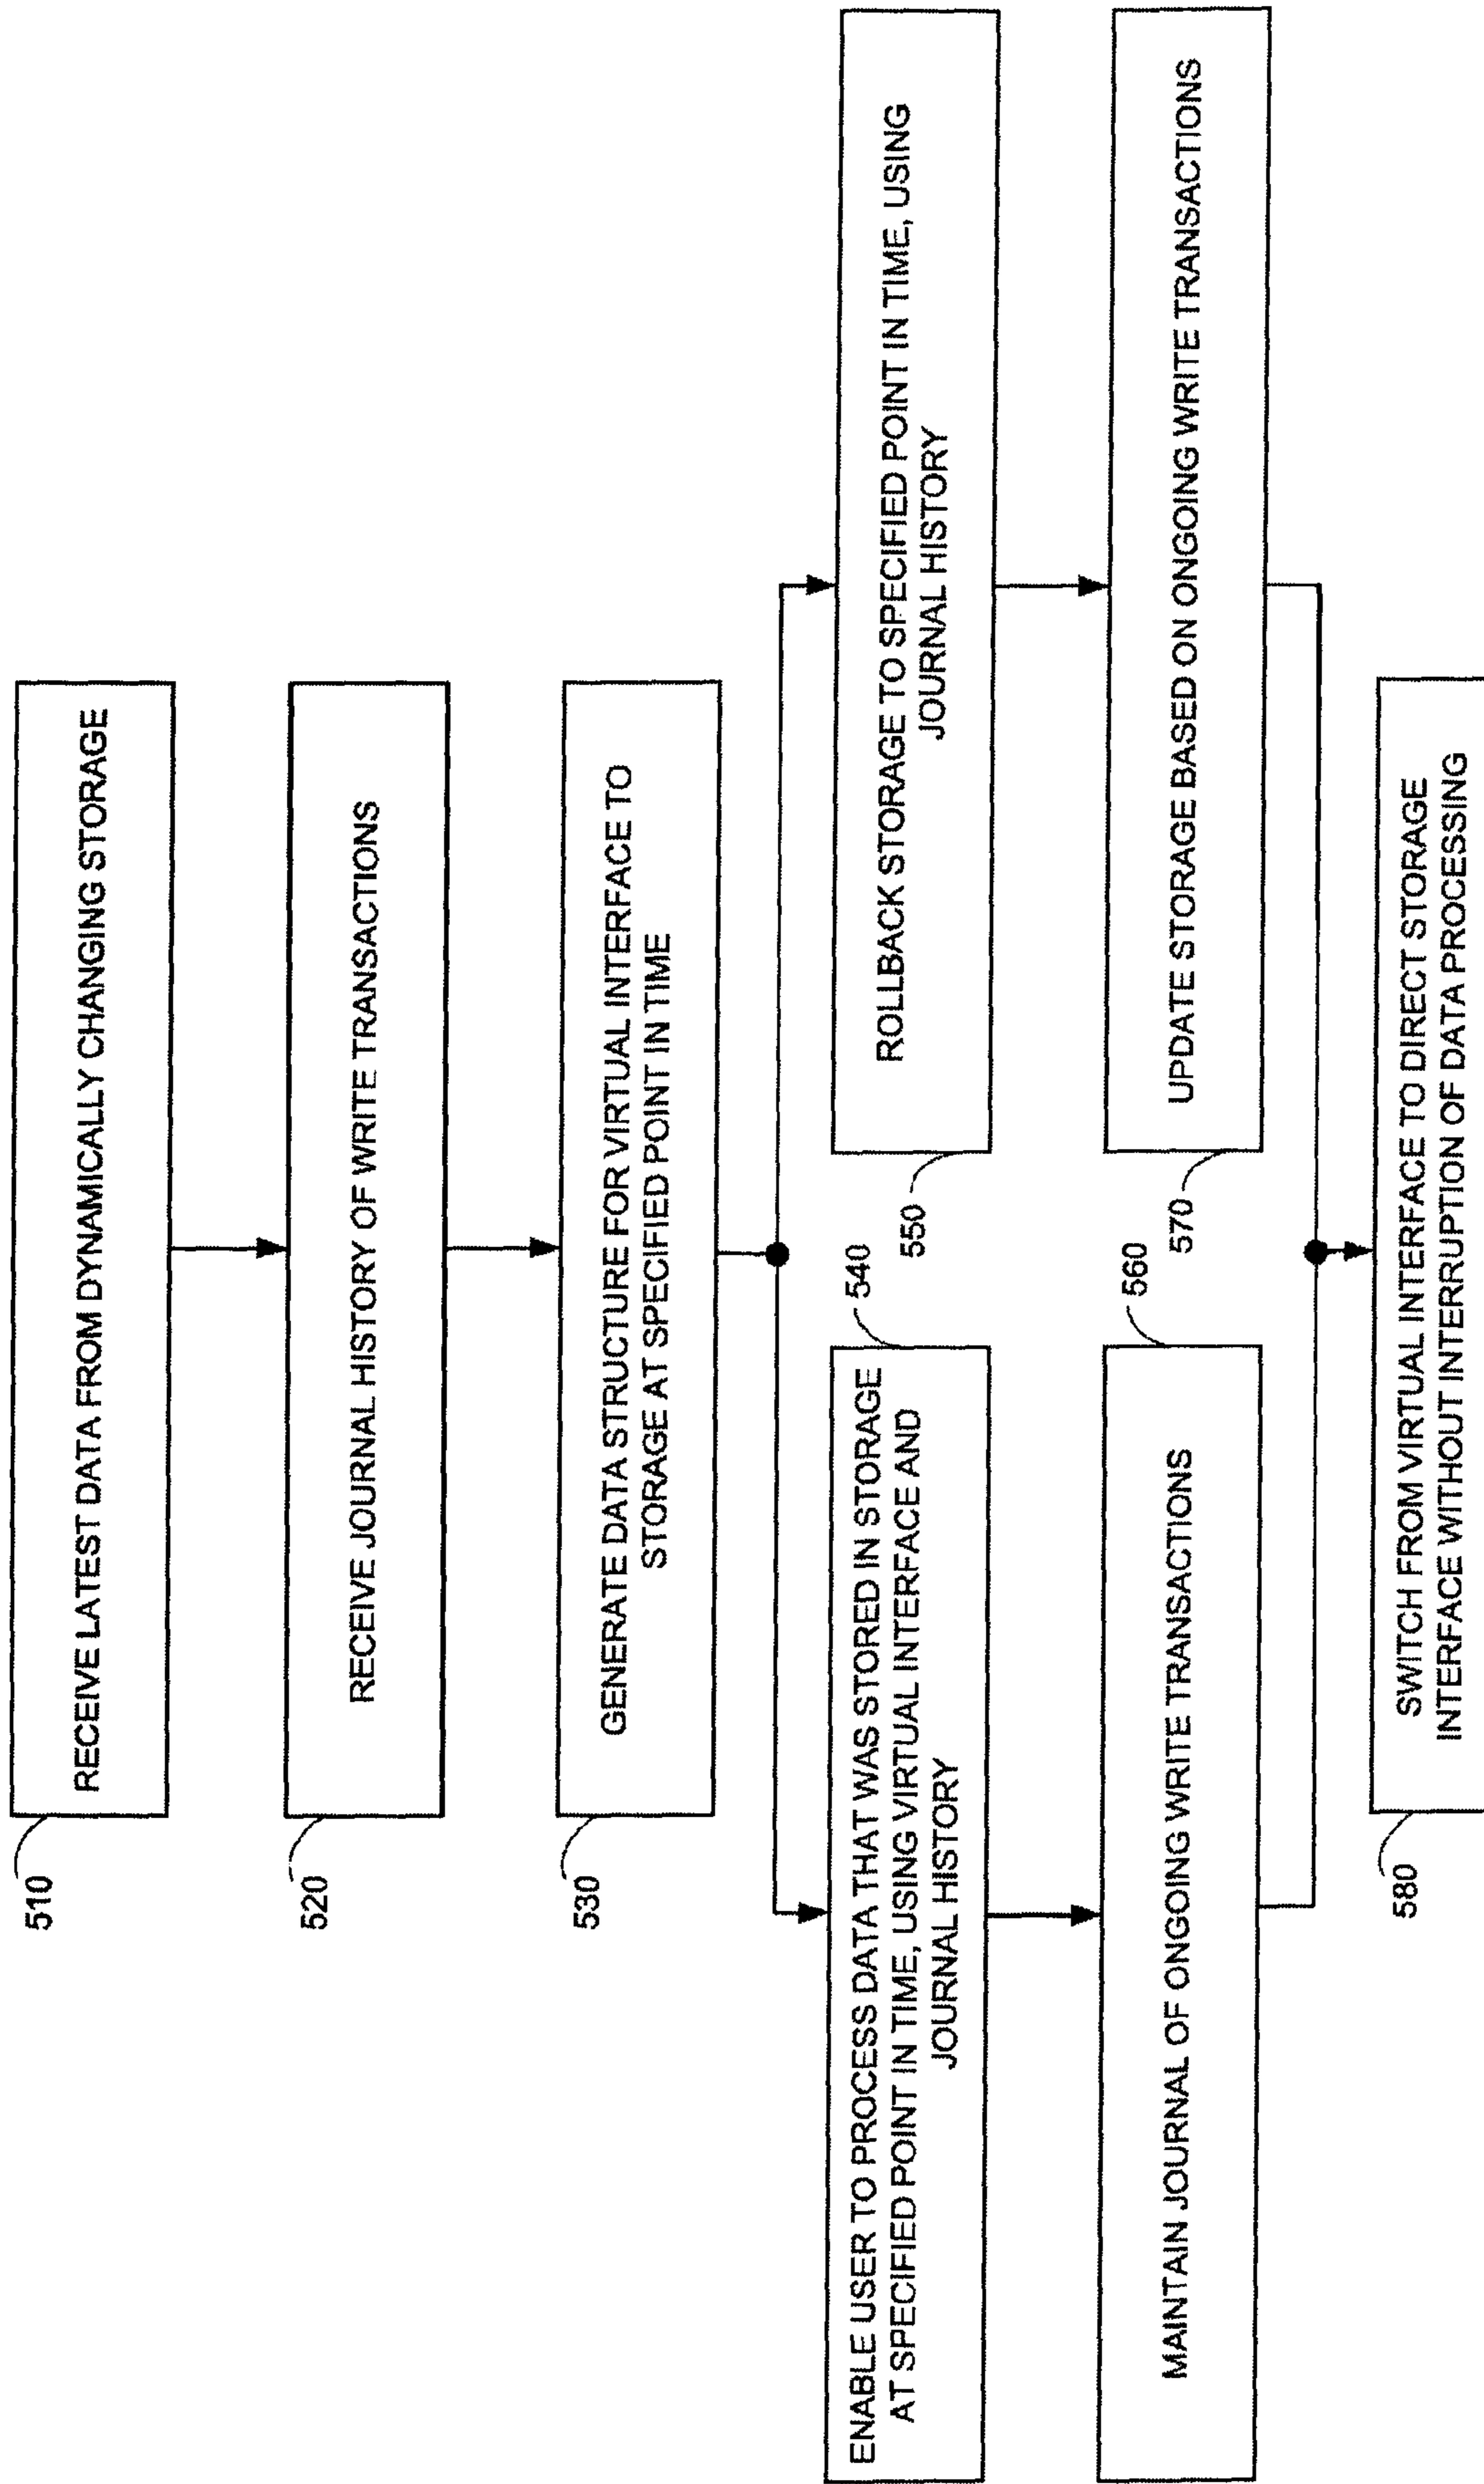 510
RECEIVE LATEST DATA FROM DYNAMICALLY CHANGING STORAGE
520
RECEIVE JOURNAL HISTORY OF WRITE TRANSACTIONS
530
GENERATE DATA STRUCTURE FOR VIRTUAL INTERFACE TO
STORAGE AT SPECIFIED POINT IN TIME
540
ENABLE USER TO PROCESS DATA THAT WAS STORED IN STORAGE
AT SPECIFIED POINT IN TIME, USING VIRTUAL INTERFACE AND
JOURNAL HISTORY
550
ROLLBACK STORAGE TO SPECIFIED POINT IN TIME, USING
JOURNAL HISTORY
560
MAINTAIN JOURNAL OF ONGOING WRITE TRANSACTIONS
570
UPDATE STORAGE BASED ON ONGOING WRITE TRANSACTIONS
580
SWITCH FROM VIRTUAL INTERFACE TO DIRECT STORAGE
INTERFACE WITHOUT INTERRUPTION OF DATA PROCESSING